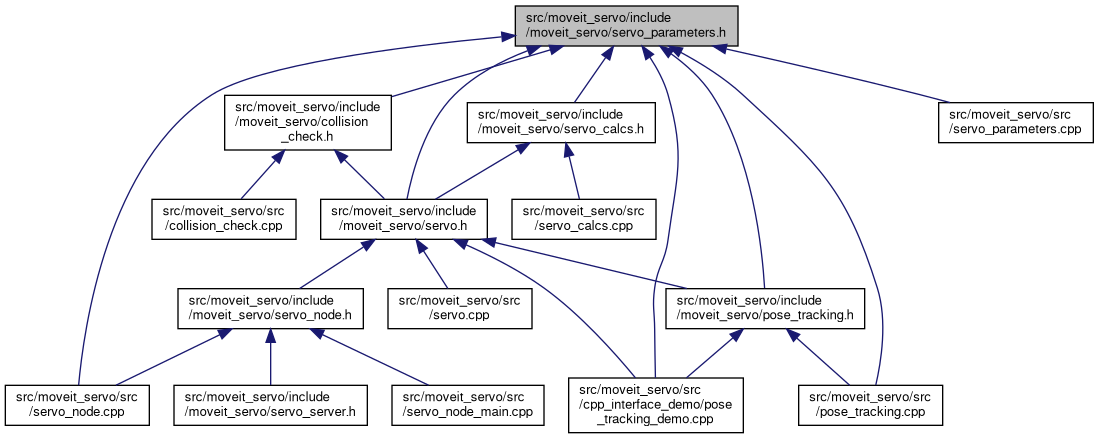 src/moveit_servo/include
/moveit_servo/servo_parameters.h
src/moveit_servo/include
/moveit_servo/collision
_check.h
src/moveit_servo/include
/moveit_servo/servo_calcs.h
src/moveit_servo/src
/servo_parameters.cpp
src/moveit_servo/src
/collision_check.cpp
src/moveit_servo/include
/moveit_servo/servo.h
src/moveit_servo/src
/servo_calcs.cpp
src/moveit_servo/include
/moveit_servo/servo_node.h
src/moveit_servo/src
/servo.cpp
src/moveit_servo/include
/moveit_servo/pose_tracking.h
src/moveit_servo/src
/servo_node.cpp
src/moveit_servo/include
/moveit_servo/servo_server.h
src/moveit_servo/src
/servo_node_main.cpp
src/moveit_servo/src
/cpp_interface_demo/pose
_tracking_demo.cpp
src/moveit_servo/src
/pose_tracking.cpp